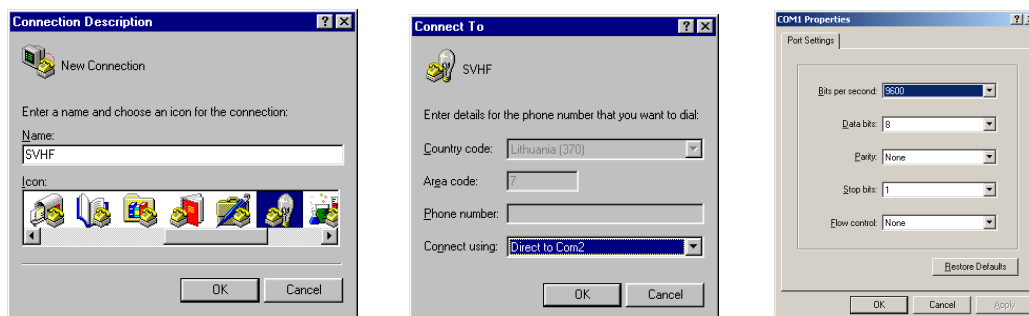 Connection Description
New Connection
Enter a name and choose an icon for the connection:
Name:
SVHF
Icon:
OK Cancel
Connect To
SVHF
Enter details for the phone number that you want to dial:
Country code: Lithuania (370)
Area code: 7
Phone number:
Connect using: Direct to Com2
OK Cancel
COM1 Properties
Port Settings
Bits per second: 9600
Data bits: 8
Parity: None
Stop bits: 1
Flow control: None
Restore Defaults
OK Cancel Apply